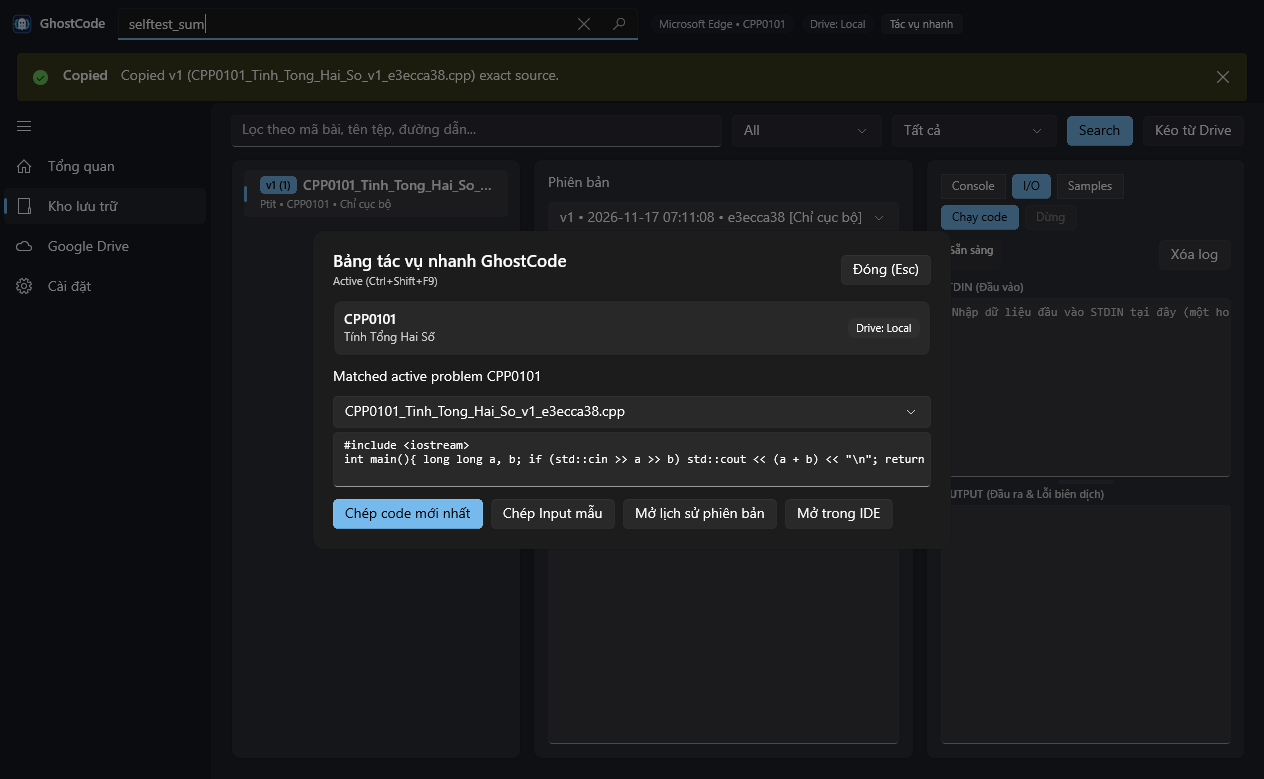 GhostCode
selftest_sum
Microsoft Edge • CPP0101
Drive: Local
Tác vụ nhanh
Copied Copied v1 (CPP0101_Tinh_Tong_Hai_So_v1_e3ecca38.cpp) exact source.
Tổng quan
Kho lưu trữ
Google Drive
Cài đặt
Lọc theo mã bài, tên tệp, đường dẫn...
All
Tất cả
Search
Kéo từ Drive
v1 (1) CPP0101_Tinh_Tong_Hai_So_...
Ptit • CPP0101 • Chỉ cục bộ
Phiên bản
v1 • 2026-11-17 07:11:08 • e3ecca38 [Chỉ cục bộ]
Console
I/O
Samples
Chạy code
Dừng
Sẵn sàng
Xóa log
TDIN (Đầu vào)
Nhập dữ liệu đầu vào STDIN tại đây (một ho
UTPUT (Đầu ra & Lỗi biên dịch)
Bảng tác vụ nhanh GhostCode
Active (Ctrl+Shift+F9)
Đóng (Esc)
CPP0101
Tính Tổng Hai Số
Drive: Local
Matched active problem CPP0101
CPP0101_Tinh_Tong_Hai_So_v1_e3ecca38.cpp
#include <iostream>
int main(){ long long a, b; if (std::cin >> a >> b) std::cout << (a + b) << "\n"; return
Chép code mới nhất
Chép Input mẫu
Mở lịch sử phiên bản
Mở trong IDE